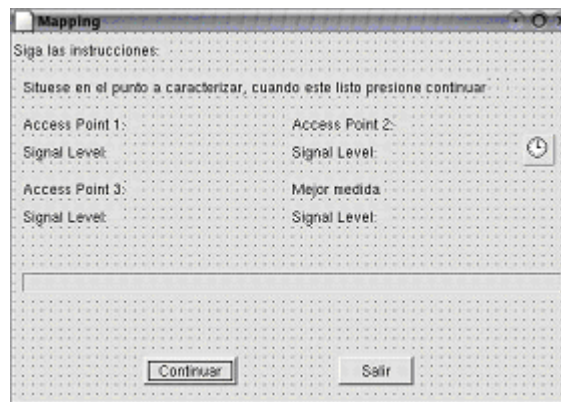 Mapping
Siga las instrucciones:
Situese en el punto a caracterizar, cuando este listo presione continuar
Access Point 1:
Access Point 2:
Signal Level:
Signal Level:
Access Point 3:
Mejor medida
Signal Level:
Signal Level:
Continuar
Salir